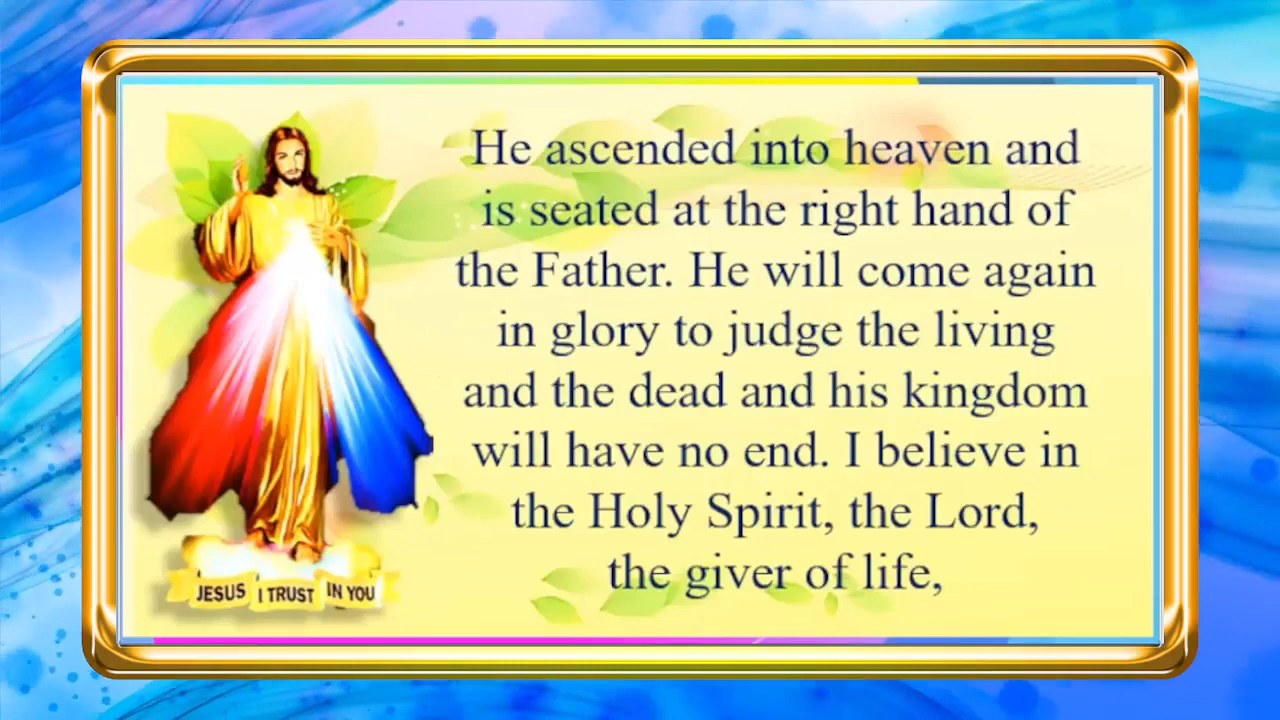 He ascended into heaven and
is seated at the right hand of
the Father. He will come again
in glory to judge the living
and the dead and his kingdom
will have no end. I believe in
the Holy Spirit, the Lord,
the giver of life,
JESUS I TRUST IN YOU